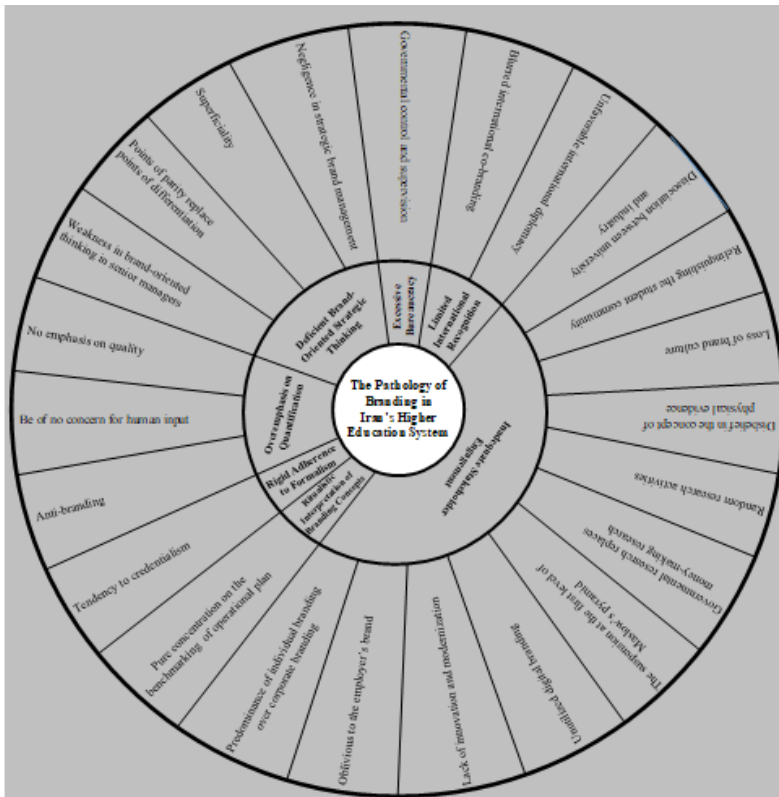 The Pathology of
Branding in
Iran's Higher
Education System
Excessive
Bureaucracy
Limited
International
Recognition
Inadequate Stakeholder
Engagement
Ritualistic
Interpretation of
Branding Concepts
Rigid Adherence
to Formalism
Overemphasis on
Quantification
Deficient Brand-
Oriented Strategic
Thinking
Governmental control and supervision
Blurred international co-branding
Unfavorable international diplomacy
Dissociation between university
and industry
Relinquishing the student community
Loss of brand culture
Disbelief in the concept of
physical evidence
Random research activities
Governmental research replaces
money-making research
The suspension at the first level of
Maslow's pyramid
Unutilized digital branding
Lack of innovation and modernization
Oblivious to the employer's brand
Predominance of individual branding
over corporate branding
Pure concentration on the
benchmarking of operational plan
Tendency to credentialism
Anti-branding
Be of no concern for human input
No emphasis on quality
Weakness in brand-oriented
thinking in senior managers
Points of parity replace
points of differentiation
Superficiality
Negligence in strategic brand management